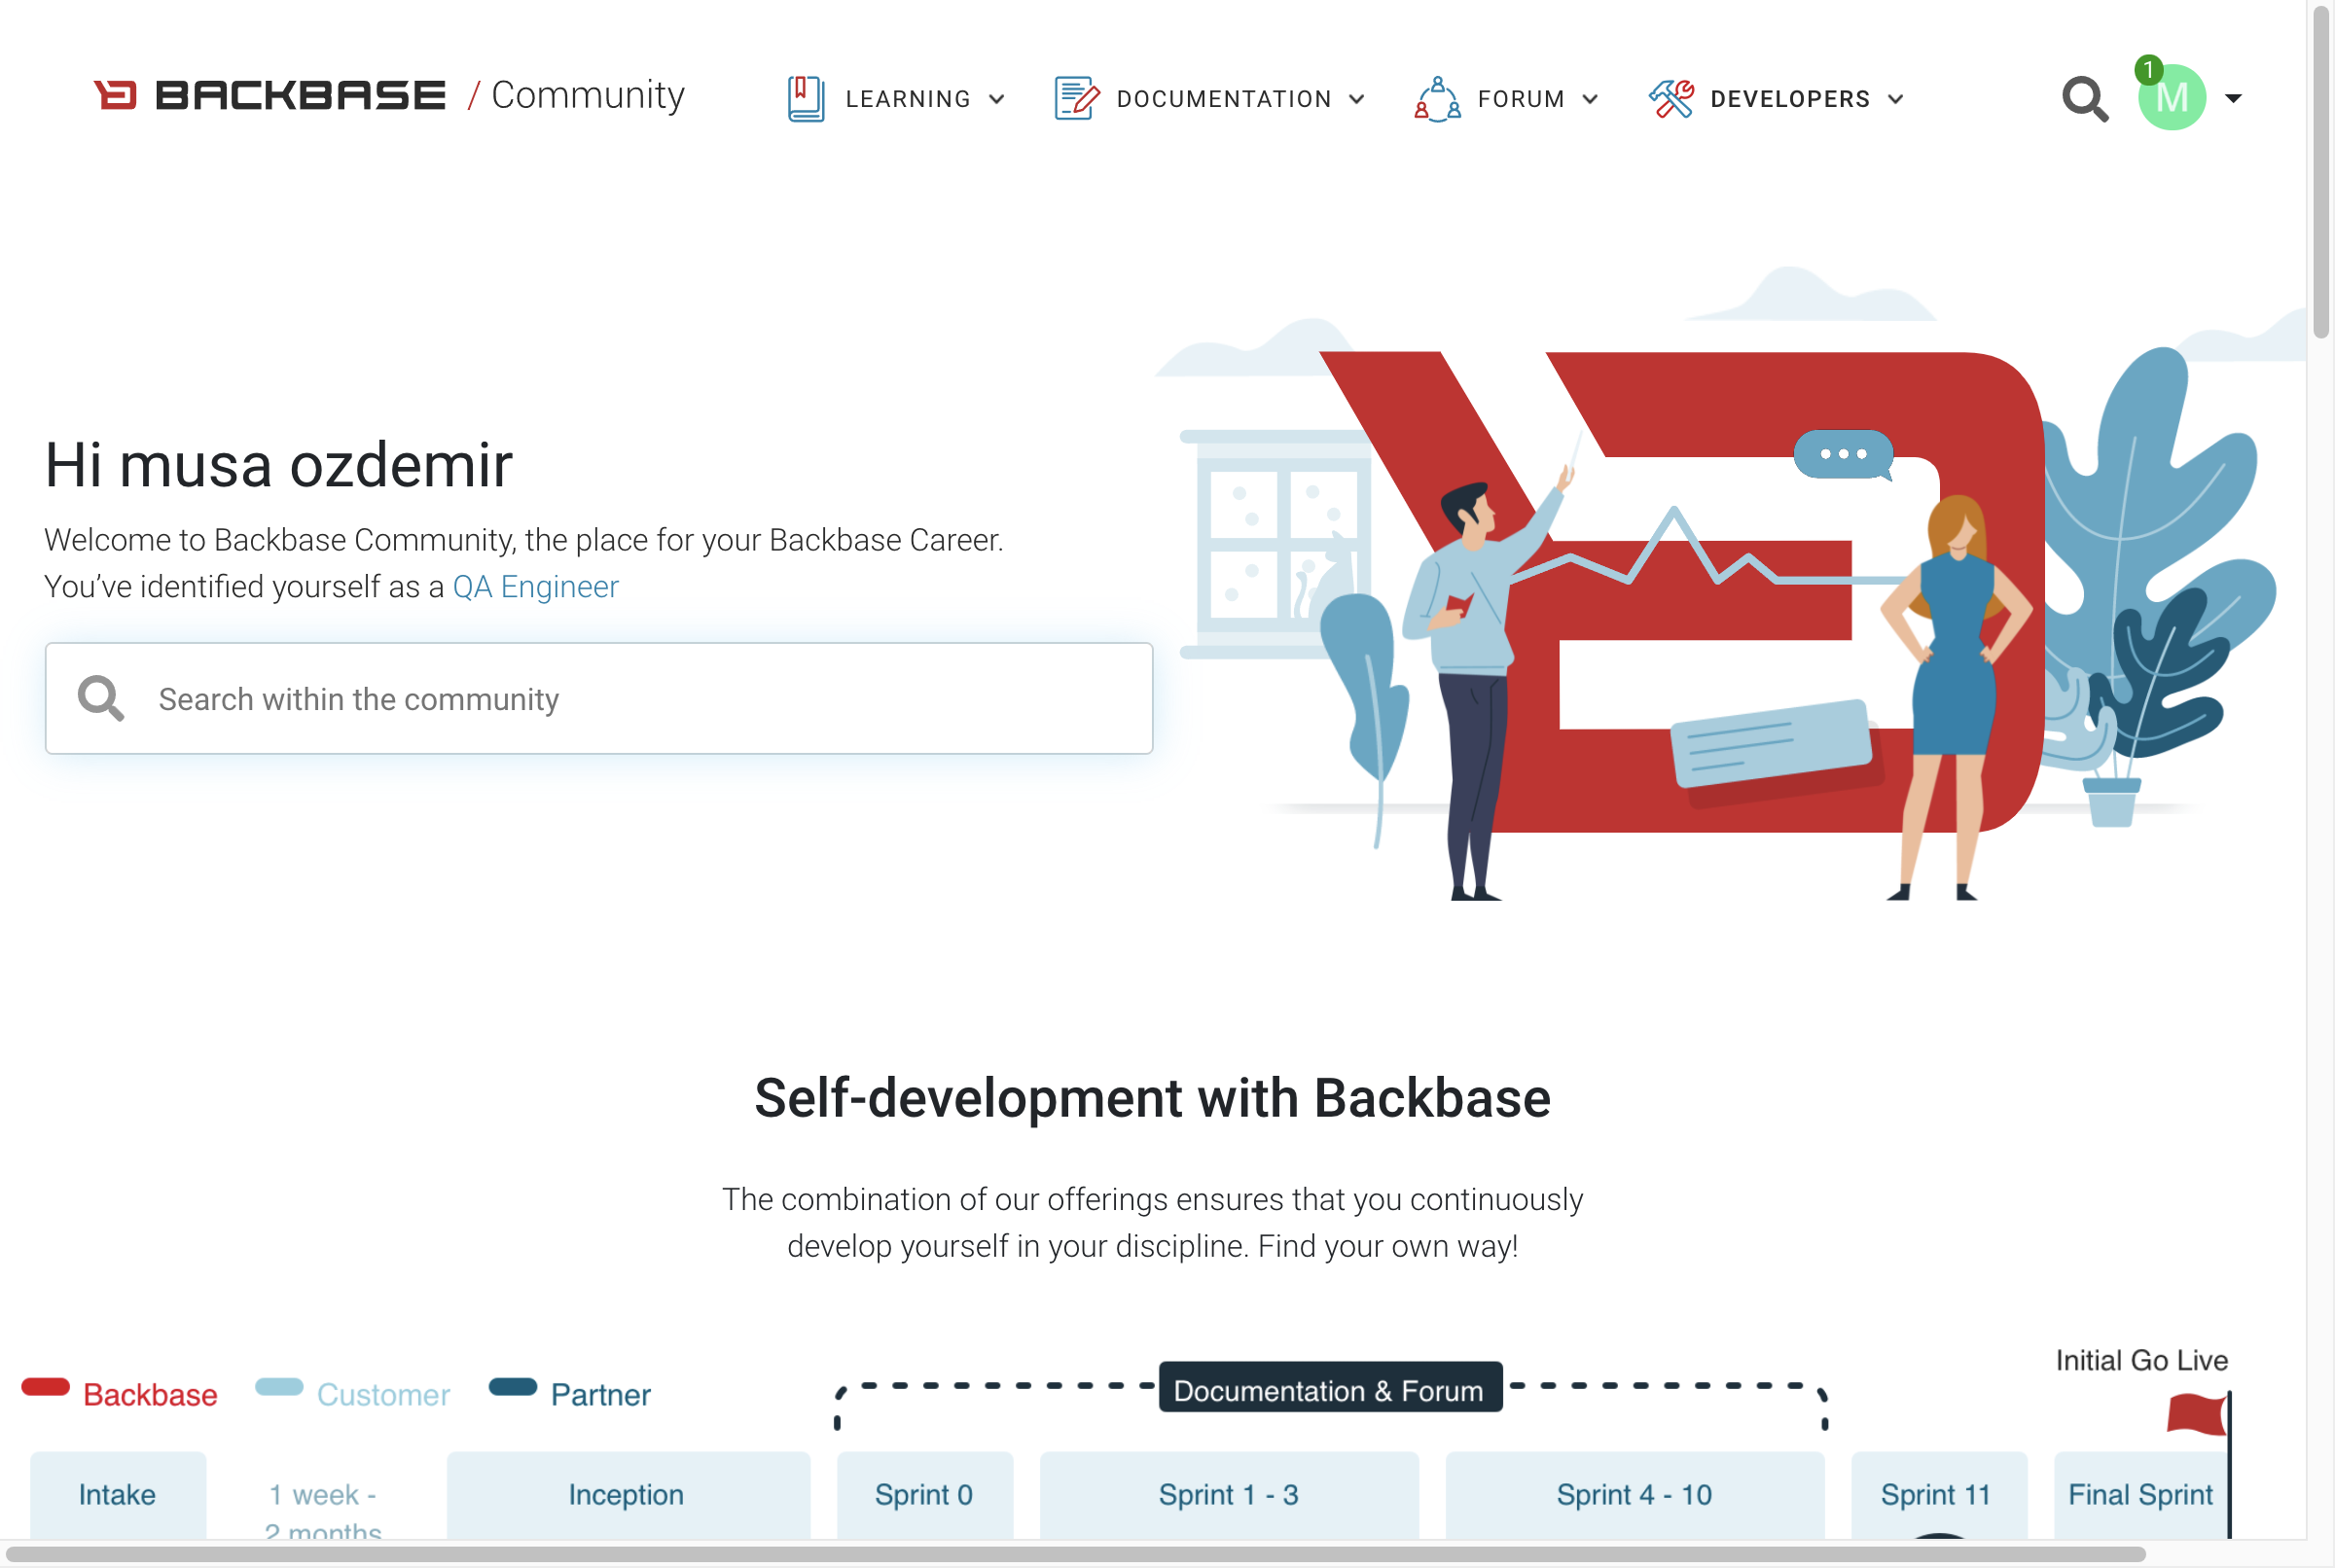 BACKBASE / Community
LEARNING
DOCUMENTATION
FORUM
DEVELOPERS
1
M
Hi musa ozdemir
Welcome to Backbase Community, the place for your Backbase Career.
You’ve identified yourself as a QA Engineer
Search within the community
Self-development with Backbase
The combination of our offerings ensures that you continuously
develop yourself in your discipline. Find your own way!
Initial Go Live
Backbase
Customer
Partner
Documentation & Forum
Intake
1 week -
2 months
Inception
Sprint 0
Sprint 1 - 3
Sprint 4 - 10
Sprint 11
Final Sprint